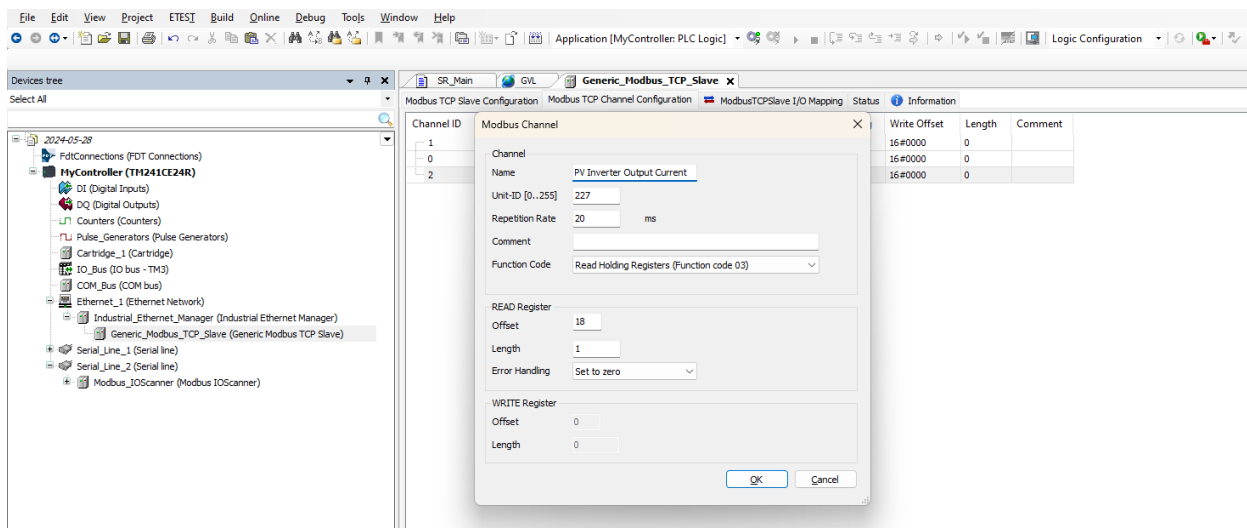 File Edit View Project ETEST Build Online Debug Tools Window Help
Application [MyController: PLC Logic] Logic Configuration
Devices tree
Select All
2024-05-28
FdtConnections (FDT Connections)
MyController (TM241CE24R)
DI (Digital Inputs)
DQ (Digital Outputs)
Counters (Counters)
Pulse_Generators (Pulse Generators)
Cartridge_1 (Cartridge)
IO_Bus (IO bus - TM3)
COM_Bus (COM bus)
Ethernet_1 (Ethernet Network)
Industrial_Ethernet_Manager (Industrial Ethernet Manager)
Generic_Modbus_TCP_Slave (Generic Modbus TCP Slave)
Serial_Line_1 (Serial line)
Serial_Line_2 (Serial line)
Modbus_IOScanner (Modbus IOScanner)
SR_Main GVL Generic_Modbus_TCP_Slave X
Modbus TCP Slave Configuration Modbus TCP Channel Configuration ModbusTCPSlave I/O Mapping Status Information
Channel ID Write Offset Length Comment
1 16#0000 0
0 16#0000 0
2 16#0000 0
Modbus Channel
Channel
Name PV Inverter Output Current
Unit-ID [0..255] 227
Repetition Rate 20 ms
Comment
Function Code Read Holding Registers (Function code 03)
READ Register
Offset 18
Length 1
Error Handling Set to zero
WRITE Register
Offset 0
Length 0
OK Cancel